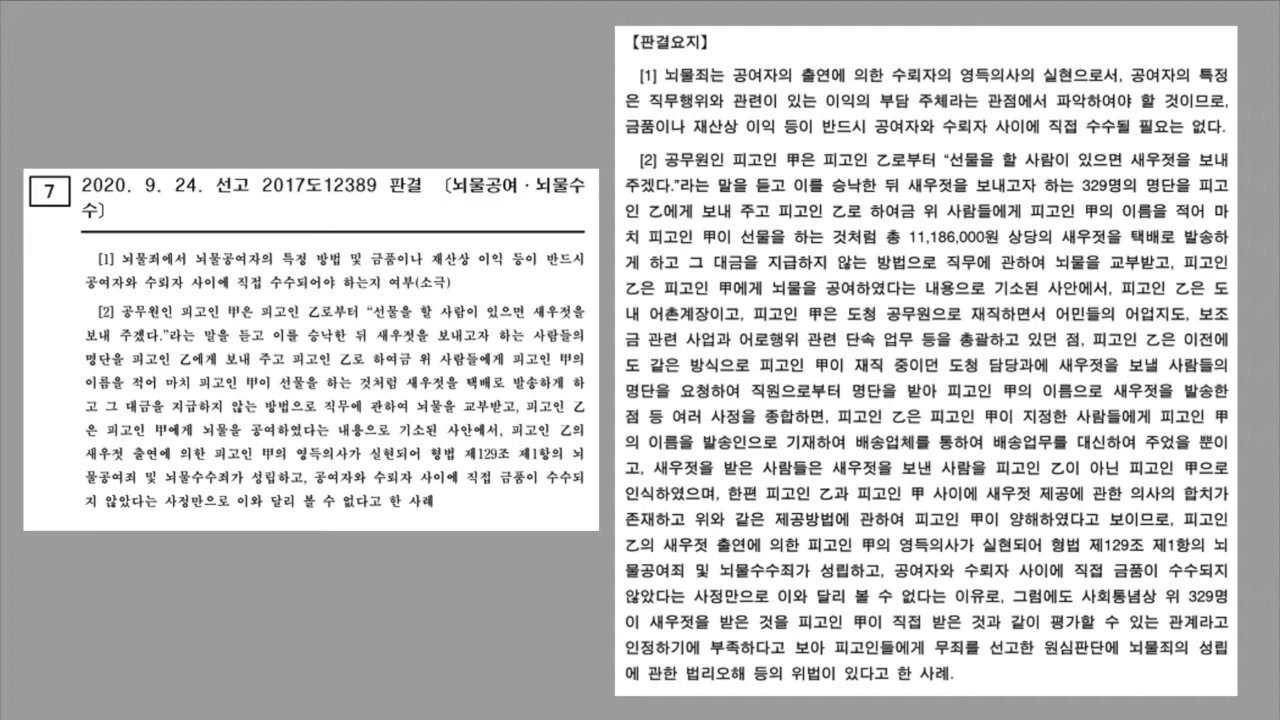 7
2020. 9. 24. 선고 2017도12389 판결 〔뇌물공여·뇌물수
수〕
[1] 뇌물죄에서 뇌물공여자의 특정 방법 및 금품이나 재산상 이익 등이 반드시
공여자와 수뢰자 사이에 직접 수수되어야 하는지 여부(소극)
[2] 공무원인 피고인 甲은 피고인 乙로부터 “선물을 할 사람이 있으면 새우젓을
보내 주겠다.”라는 말을 듣고 이를 승낙한 뒤 새우젓을 보내고자 하는 사람들의
명단을 피고인 乙에게 보내 주고 피고인 乙로 하여금 위 사람들에게 피고인 甲의
이름을 적어 마치 피고인 甲이 선물을 하는 것처럼 새우젓을 택배로 발송하게 하
고 그 대금을 지급하지 않는 방법으로 직무에 관하여 뇌물을 교부받고, 피고인 乙
은 피고인 甲에게 뇌물을 공여하였다는 내용으로 기소된 사안에서, 피고인 乙의
새우젓 출연에 의한 피고인 甲의 영득의사가 실현되어 형법 제129조 제1항의 뇌
물공여죄 및 뇌물수수죄가 성립하고, 공여자와 수뢰자 사이에 직접 금품이 수수되
지 않았다는 사정만으로 이와 달리 볼 수 없다고 한 사례
【판결요지】
[1] 뇌물죄는 공여자의 출연에 의한 수뢰자의 영득의사의 실현으로서, 공여자의 특정
은 직무행위와 관련이 있는 이익의 부담 주체라는 관점에서 파악하여야 할 것이므로,
금품이나 재산상 이익 등이 반드시 공여자와 수뢰자 사이에 직접 수수될 필요는 없다.
[2] 공무원인 피고인 甲은 피고인 乙로부터 “선물을 할 사람이 있으면 새우젓을 보내
주겠다.”라는 말을 듣고 이를 승낙한 뒤 새우젓을 보내고자 하는 329명의 명단을 피고
인 乙에게 보내 주고 피고인 乙로 하여금 위 사람들에게 피고인 甲의 이름을 적어 마
치 피고인 甲이 선물을 하는 것처럼 총 11,186,000원 상당의 새우젓을 택배로 발송하
게 하고 그 대금을 지급하지 않는 방법으로 직무에 관하여 뇌물을 교부받고, 피고인
乙은 피고인 甲에게 뇌물을 공여하였다는 내용으로 기소된 사안에서, 피고인 乙은 도
내 어촌계장이고, 피고인 甲은 도청 공무원으로 재직하면서 어민들의 어업지도, 보조
금 관련 사업과 어로행위 관련 단속 업무 등을 총괄하고 있던 점, 피고인 乙은 이전에
도 같은 방식으로 피고인 甲이 재직 중이던 도청 담당과에 새우젓을 보낼 사람들의
명단을 요청하여 직원으로부터 명단을 받아 피고인 甲의 이름으로 새우젓을 발송한
점 등 여러 사정을 종합하면, 피고인 乙은 피고인 甲이 지정한 사람들에게 피고인 甲
의 이름을 발송인으로 기재하여 배송업체를 통하여 배송업무를 대신하여 주었을 뿐이
고, 새우젓을 받은 사람들은 새우젓을 보낸 사람을 피고인 乙이 아닌 피고인 甲으로
인식하였으며, 한편 피고인 乙과 피고인 甲 사이에 새우젓 제공에 관한 의사의 합치가
존재하고 위와 같은 제공방법에 관하여 피고인 甲이 양해하였다고 보이므로, 피고인
乙의 새우젓 출연에 의한 피고인 甲의 영득의사가 실현되어 형법 제129조 제1항의 뇌
물공여죄 및 뇌물수수죄가 성립하고, 공여자와 수뢰자 사이에 직접 금품이 수수되지
않았다는 사정만으로 이와 달리 볼 수 없다는 이유로, 그럼에도 사회통념상 위 329명
이 새우젓을 받은 것을 피고인 甲이 직접 받은 것과 같이 평가할 수 있는 관계라고
인정하기에 부족하다고 보아 피고인들에게 무죄를 선고한 원심판단에 뇌물죄의 성립
에 관한 법리오해 등의 위법이 있다고 한 사례.